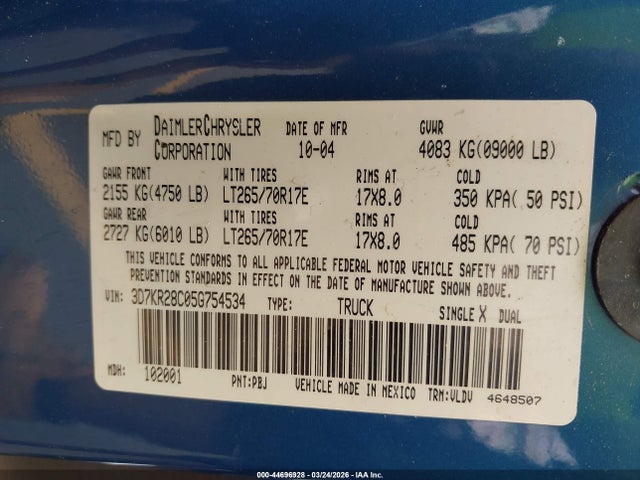 MFD BY DAIMLERCHRYSLER CORPORATION DATE OF MFR 10-04 GVWR 4083 KG(09000 LB)
GAWR FRONT WITH TIRES RIMS AT COLD
2155 KG(4750 LB) LT265/70R17E 17X8.0 350 KPA( 50 PSI)
GAWR REAR WITH TIRES RIMS AT COLD
2727 KG(6010 LB) LT265/70R17E 17X8.0 485 KPA( 70 PSI)
THIS VEHICLE CONFORMS TO ALL APPLICABLE FEDERAL MOTOR VEHICLE SAFETY AND THEFT
PREVENTION STANDARDS IN EFFECT ON THE DATE OF MANUFACTURE SHOWN ABOVE.
VIN: 3D7KR28C05G754534 TYPE: TRUCK SINGLE X DUAL
MDH: 102001 PNT:PBJ VEHICLE MADE IN MEXICO TRM:VLDV 4648507
000-44696928 - 03/24/2026 - IAA Inc.